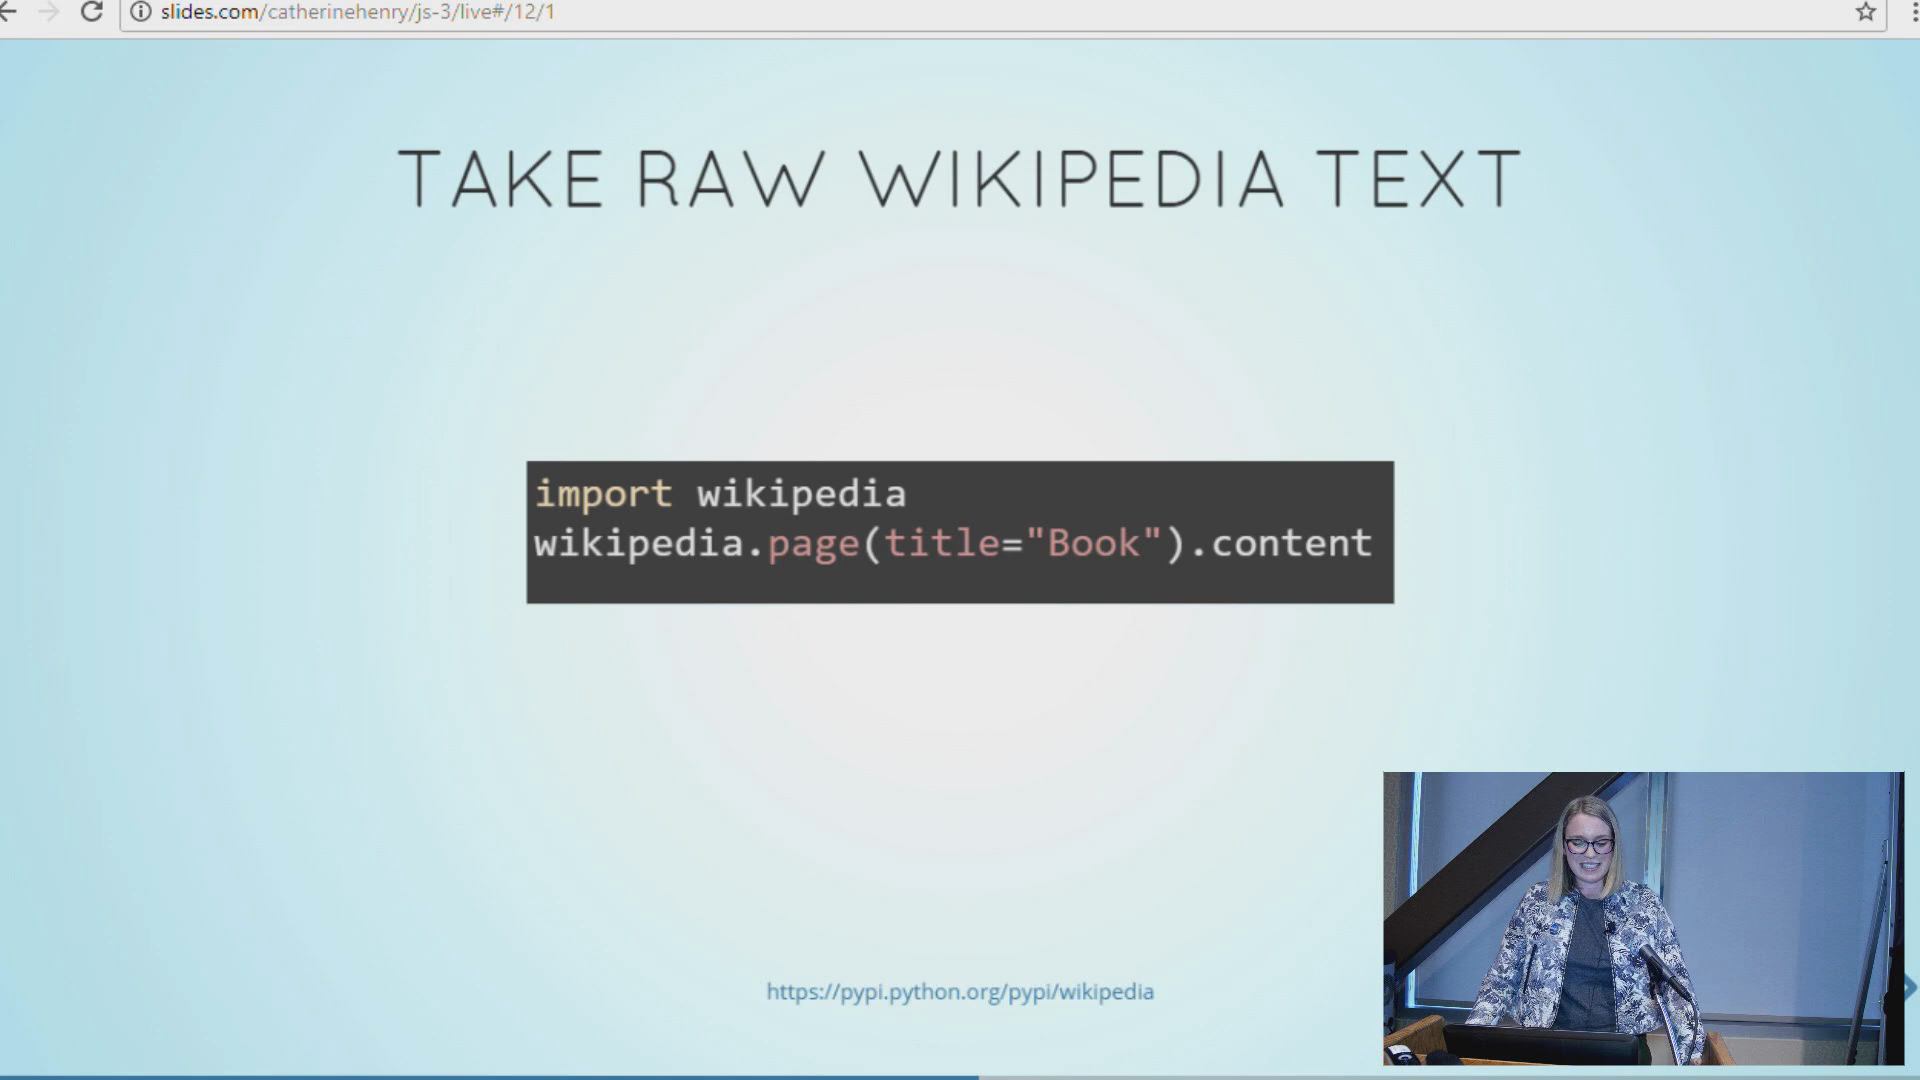 slides.com/catherinehenry/js-3/live#/12/1
TAKE RAW WIKIPEDIA TEXT
import wikipedia
wikipedia.page(title="Book").content
https://pypi.python.org/pypi/wikipedia